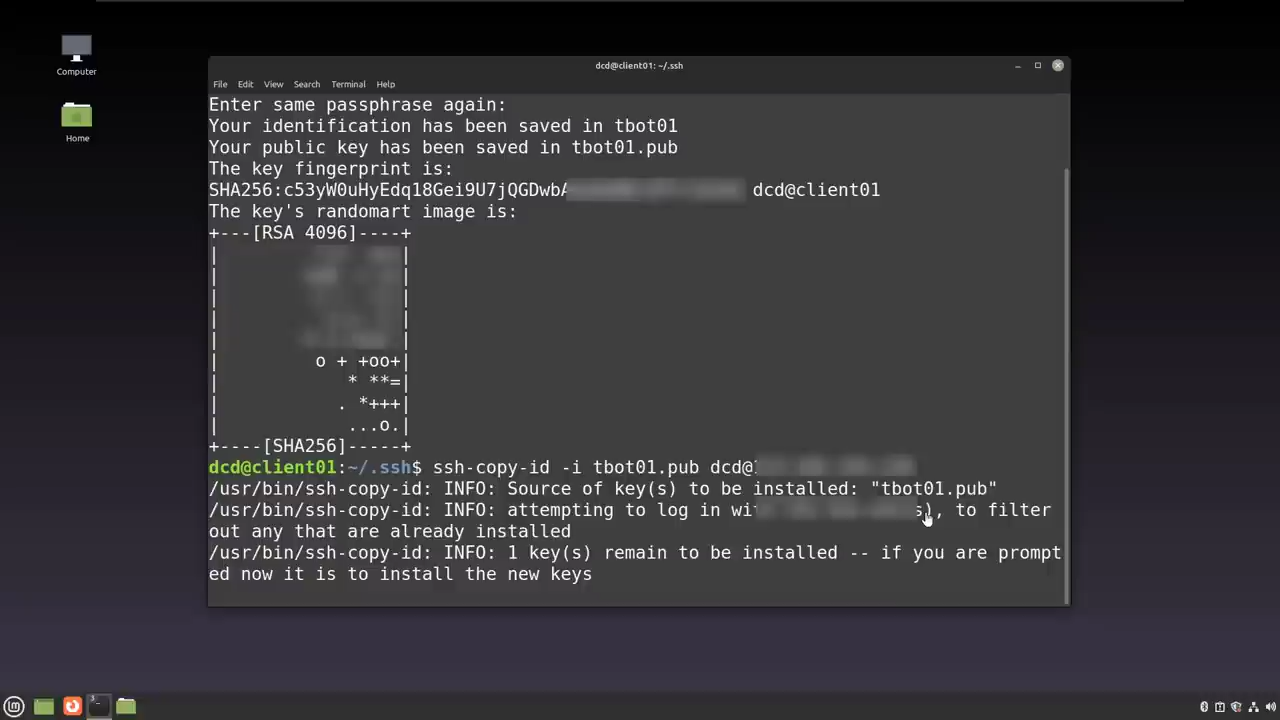 Computer
Home
dcd@client01: ~/.ssh
File Edit View Search Terminal Help
Enter same passphrase again:
Your identification has been saved in tbot01
Your public key has been saved in tbot01.pub
The key fingerprint is:
SHA256:c53yW0uHyEdq18Gei9U7jQGDwbA dcd@client01
The key's randomart image is:
+---[RSA 4096]----+
|                 |
|                 |
|                 |
|                 |
|                 |
|         o + +oo+|
|            * **=|
|           . *+++|
|            ...o.|
+----[SHA256]-----+
dcd@client01:~/.ssh$ ssh-copy-id -i tbot01.pub dcd@
/usr/bin/ssh-copy-id: INFO: Source of key(s) to be installed: "tbot01.pub"
/usr/bin/ssh-copy-id: INFO: attempting to log in wit s), to filter
out any that are already installed
/usr/bin/ssh-copy-id: INFO: 1 key(s) remain to be installed -- if you are prompt
ed now it is to install the new keys